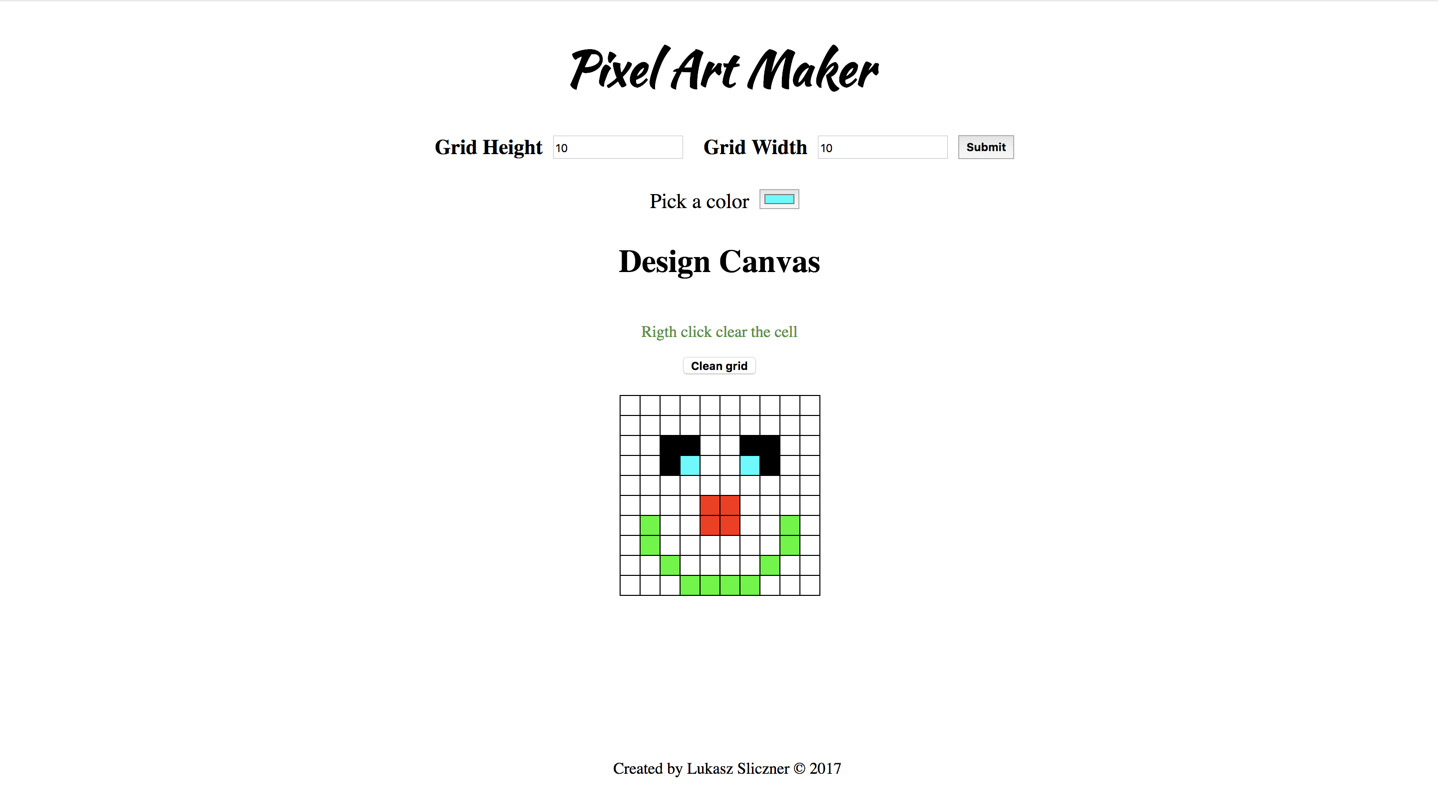 Pixel Art Maker
Grid Height 10 Grid Width 10 Submit
Pick a color
Design Canvas
Rigth click clear the cell
Clean grid
Created by Lukasz Sliczner © 2017